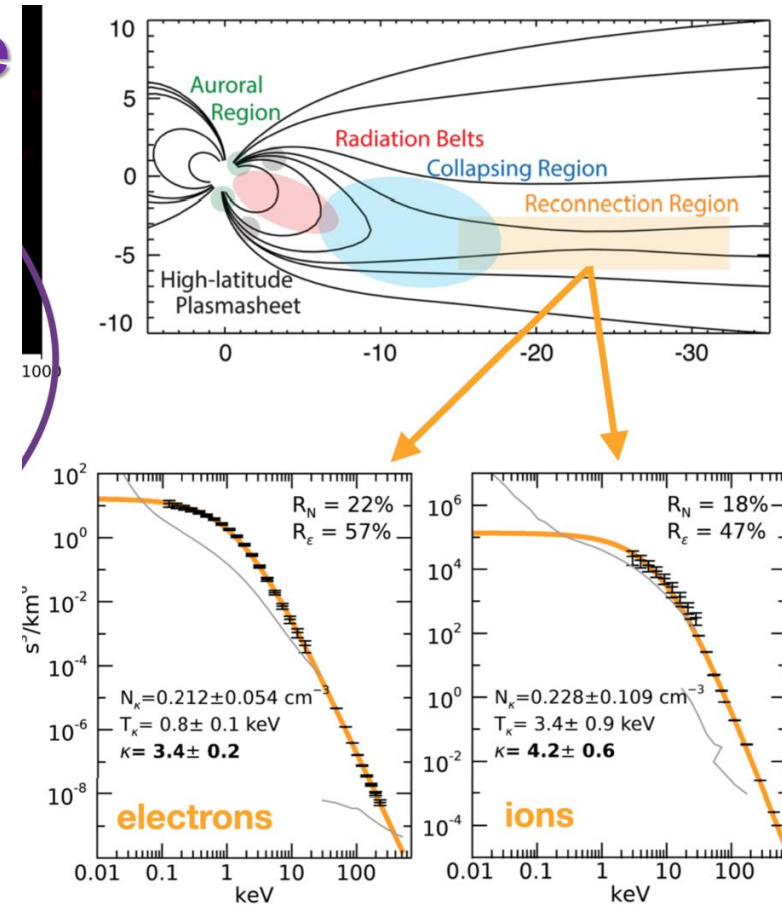 e
10
5
0
-5
-10
Auroral
Region
Radiation Belts
Collapsing Region
Reconnection Region
High-latitude
Plasmasheet
0 -10 -20 -30
1000
10² 
10⁰
10⁻²
10⁻⁴
10⁻⁶
10⁻⁸
R_N = 22%
R_ε = 57%
N_κ=0.212±0.054 cm⁻³
T_κ= 0.8± 0.1 keV
κ= 3.4± 0.2
electrons
0.01 0.1 1 10 100
keV
10⁶
10⁴
10²
10⁰
10⁻²
10⁻⁴
R_N = 18%
R_ε = 47%
N_κ=0.228±0.109 cm⁻³
T_κ= 3.4± 0.9 keV
κ= 4.2± 0.6
ions
0.01 0.1 1 10 100
keV